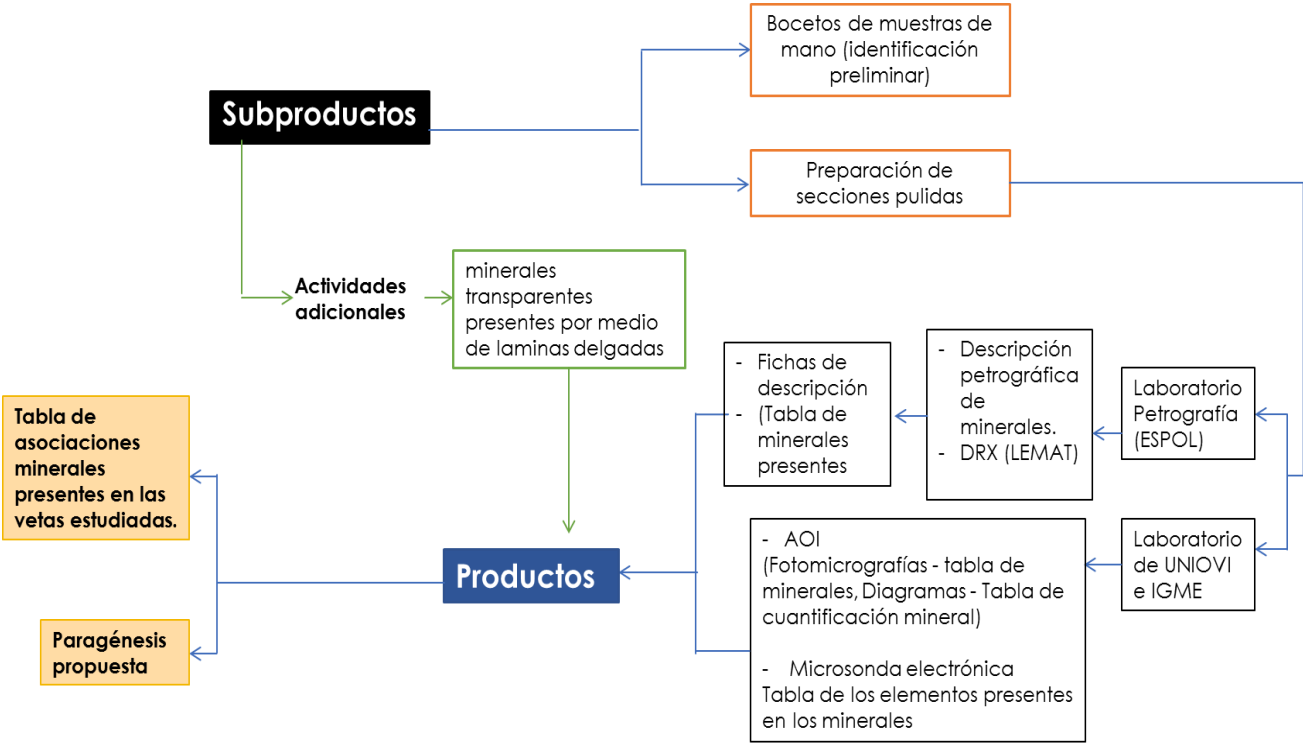 Bocetos de muestras de
mano (identificación
preliminar)
Subproductos
Preparación de
secciones pulidas
Actividades
adicionales
minerales
transparentes
presentes por medio
de laminas delgadas
- Fichas de
descripción
- (Tabla de
minerales
presentes
- Descripción
petrográfica
de
minerales.
- DRX (LEMAT)
Laboratorio
Petrografía
(ESPOL)
Tabla de
asociaciones
minerales
presentes en las
vetas estudiadas.
Productos
- AOI
(Fotomicrografías - tabla de
minerales, Diagramas - Tabla de
cuantificación mineral)
- Microsonda electrónica
Tabla de los elementos presentes
en los minerales
Laboratorio
de UNIOVI
e IGME
Paragénesis
propuesta